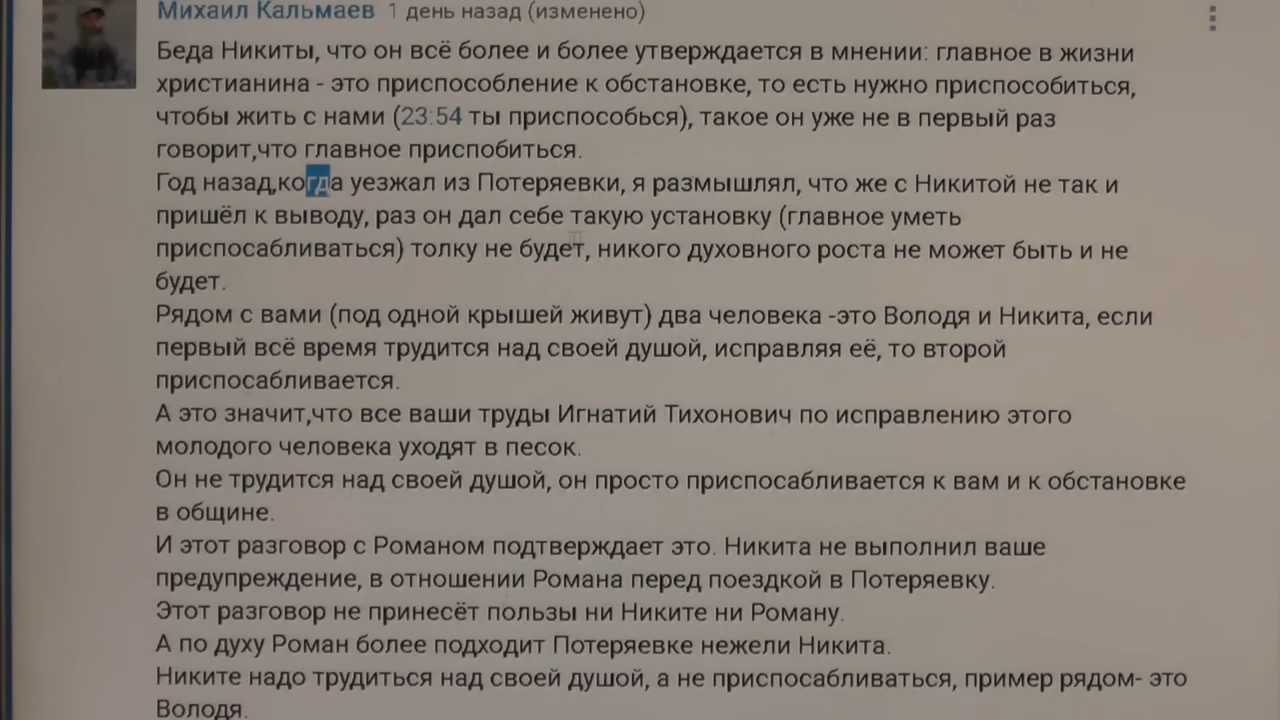 Михаил Кальмаев 1 день назад (изменено)
Беда Никиты, что он всё более и более утверждается в мнении: главное в жизни
христианина - это приспособление к обстановке, то есть нужно приспособиться,
чтобы жить с нами (23:54 ты приспособься), такое он уже не в первый раз
говорит,что главное приспобиться.
Год назад,когда уезжал из Потеряевки, я размышлял, что же с Никитой не так и
пришёл к выводу, раз он дал себе такую установку (главное уметь
приспосабливаться) толку не будет, никого духовного роста не может быть и не
будет.
Рядом с вами (под одной крышей живут) два человека -это Володя и Никита, если
первый всё время трудится над своей душой, исправляя её, то второй
приспосабливается.
А это значит,что все ваши труды Игнатий Тихонович по исправлению этого
молодого человека уходят в песок.
Он не трудится над своей душой, он просто приспосабливается к вам и к обстановке
в общине.
И этот разговор с Романом подтверждает это. Никита не выполнил ваше
предупреждение, в отношении Романа перед поездкой в Потеряевку.
Этот разговор не принесёт пользы ни Никите ни Роману.
А по духу Роман более подходит Потеряевке нежели Никита.
Никите надо трудиться над своей душой, а не приспосабливаться, пример рядом- это
Володя.